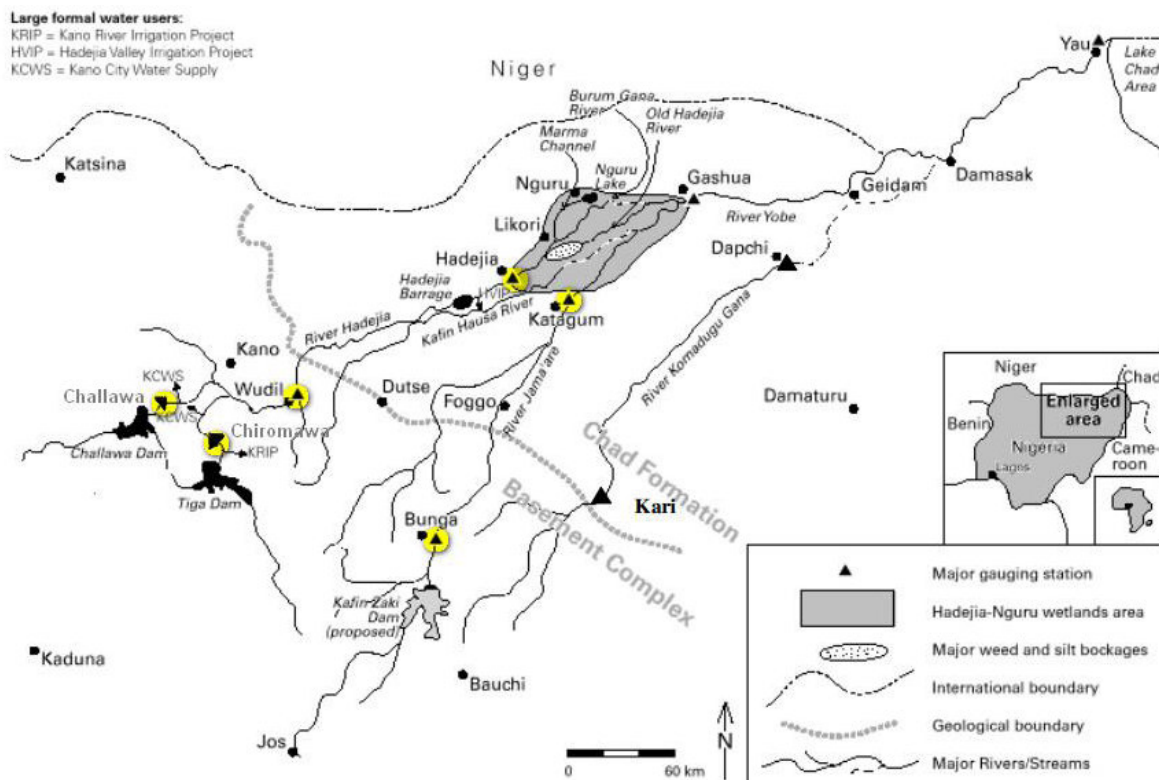 Large formal water users:
KRIP = Kano River Irrigation Project
HVIP = Hadejia Valley Irrigation Project
KCWS = Kano City Water Supply
Niger
Yau
Lake
Chad
Area
Burum Gana
River
Old Hadejia
River
Marma
Channel
Katsina
Nguru
Nguru
Lake
Gashua
Geidam
Damasak
River Yobe
Likori
Dapchi
Hadejia
Hadejia
Barrage
HVIP
Katagum
River Hadejia
Kafin Hausa River
River Komadugu Gana
Kano
KCWS
Challawa
Wudil
Dutse
Foggo
River Jama'are
Damaturu
KCWS
Chiromawa
KRIP
Challawa Dam
Tiga Dam
Chad Formation
Basement Complex
Kari
Bunga
Kafin Zaki
Dam
(proposed)
Kaduna
Bauchi
Jos
N
0 60 km
Niger
Chad
Enlarged
area
Benin
Nigeria
Came-
roon
Lagos
Major gauging station
Hadejia-Nguru wetlands area
Major weed and silt bockages
International boundary
Geological boundary
Major Rivers/Streams